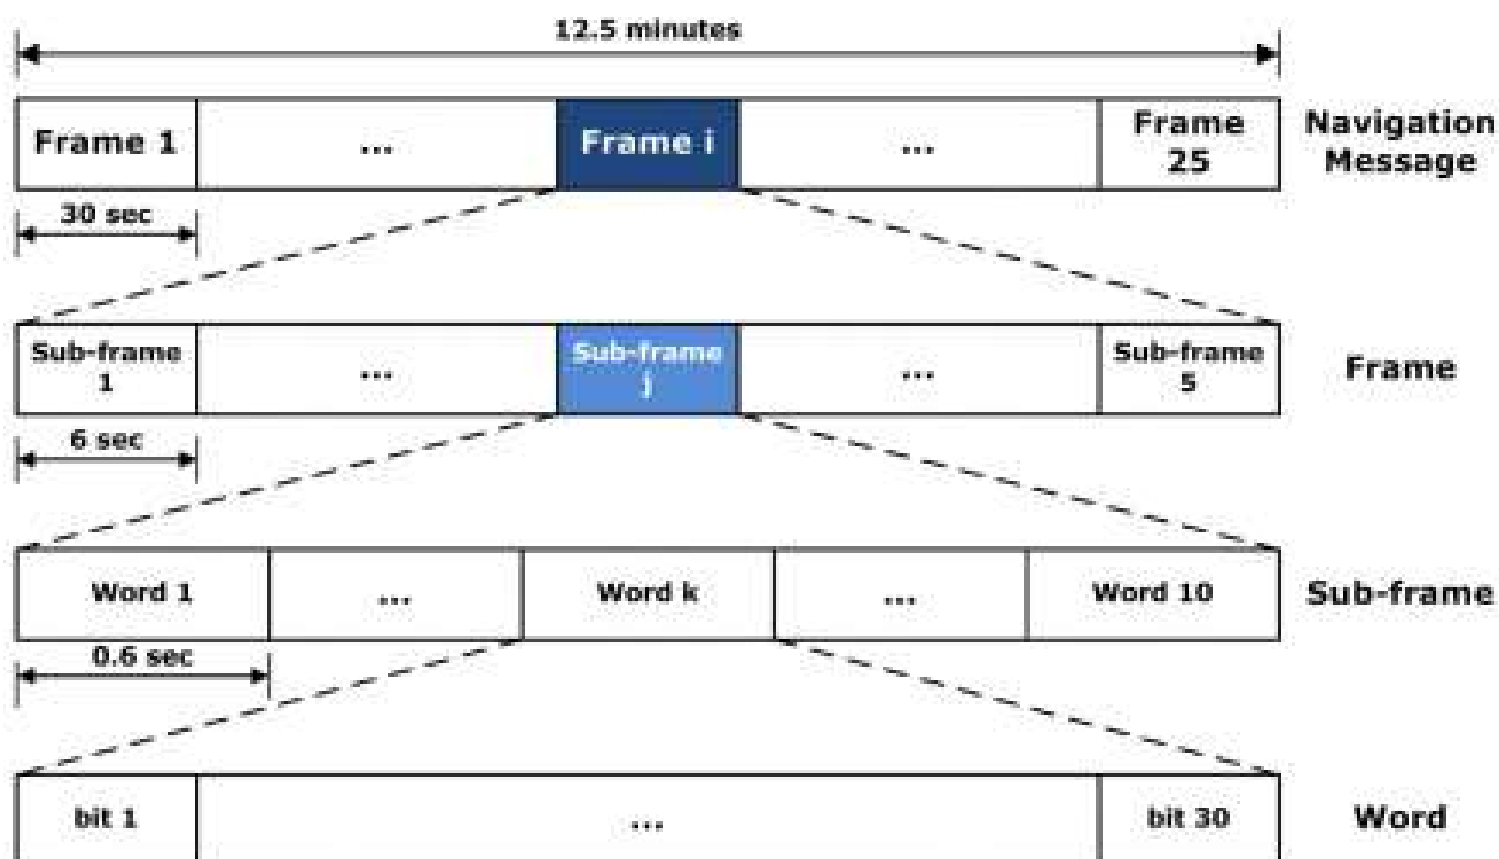 12.5 minutes
Frame 1 ... Frame i ... Frame
25
Navigation
Message
30 sec
Sub-frame
1
...
Sub-frame
j
...
Sub-frame
5
Frame
6 sec
Word 1 ... Word k ... Word 10 Sub-frame
0.6 sec
bit 1 ... bit 30 Word